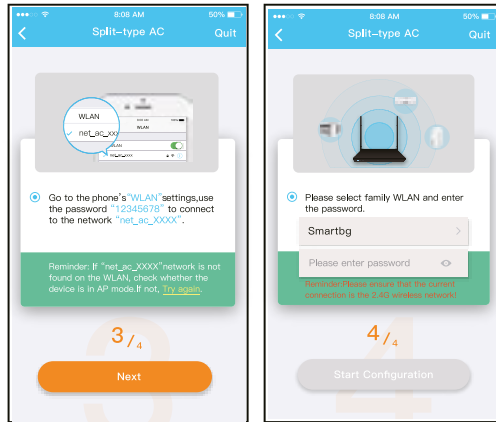 8:08 AM
50%
Split-type AC
Quit
WLAN
net_ac_XXX
WLAN
WLAN
Go to the phone's"WLAN"settings,use
the password "12345678" to connect
to the network "net_ac_XXXX".
Reminder: If "net_ac_XXXX"network is not
found on the WLAN, check whether the
device is in AP mode.If not, Try again.
3/4
Next
8:08 AM
50%
Split-type AC
Quit
Please select family WLAN and enter
the password.
Smartbg
Please enter password
Reminder:Please ensure that the current
connection is the 2.4G wireless network!
4/4
Start Configuration